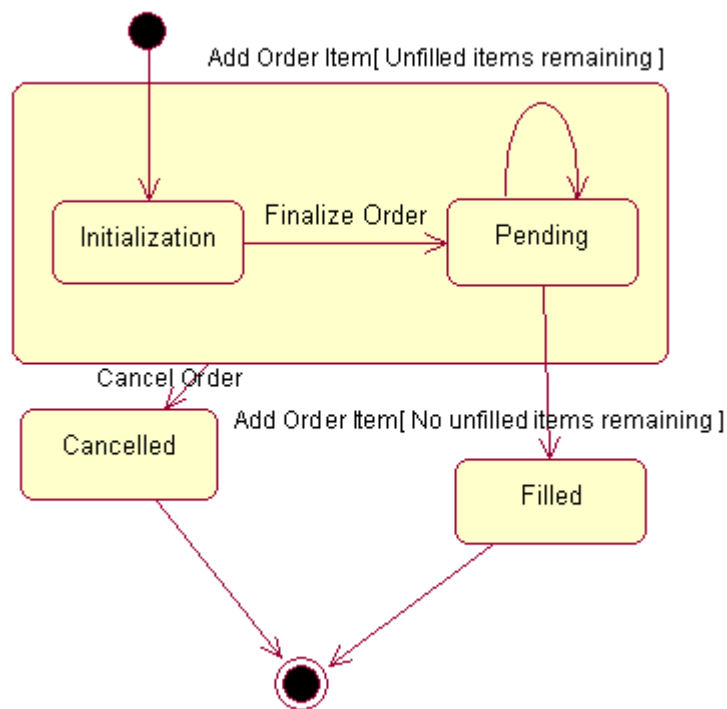 Add Order Item[ Unfilled items remaining ]
Initialization
Finalize Order
Pending
Cancel Order
Add Order Item[ No unfilled items remaining ]
Cancelled
Filled